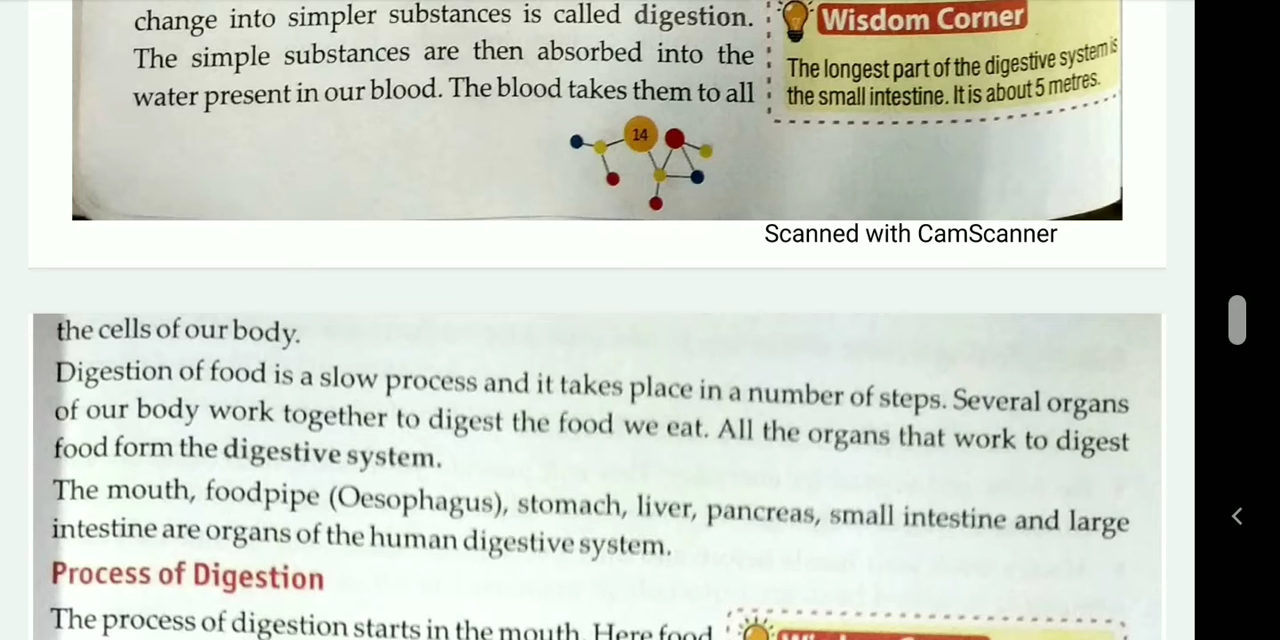 change into simpler substances is called digestion.
The simple substances are then absorbed into the
water present in our blood. The blood takes them to all
Wisdom Corner
The longest part of the digestive system is
the small intestine. It is about 5 metres.
14
Scanned with CamScanner
the cells of our body.
Digestion of food is a slow process and it takes place in a number of steps. Several organs
of our body work together to digest the food we eat. All the organs that work to digest
food form the digestive system.
The mouth, foodpipe (Oesophagus), stomach, liver, pancreas, small intestine and large
intestine are organs of the human digestive system.
Process of Digestion
The process of digestion starts in the mouth. Here food